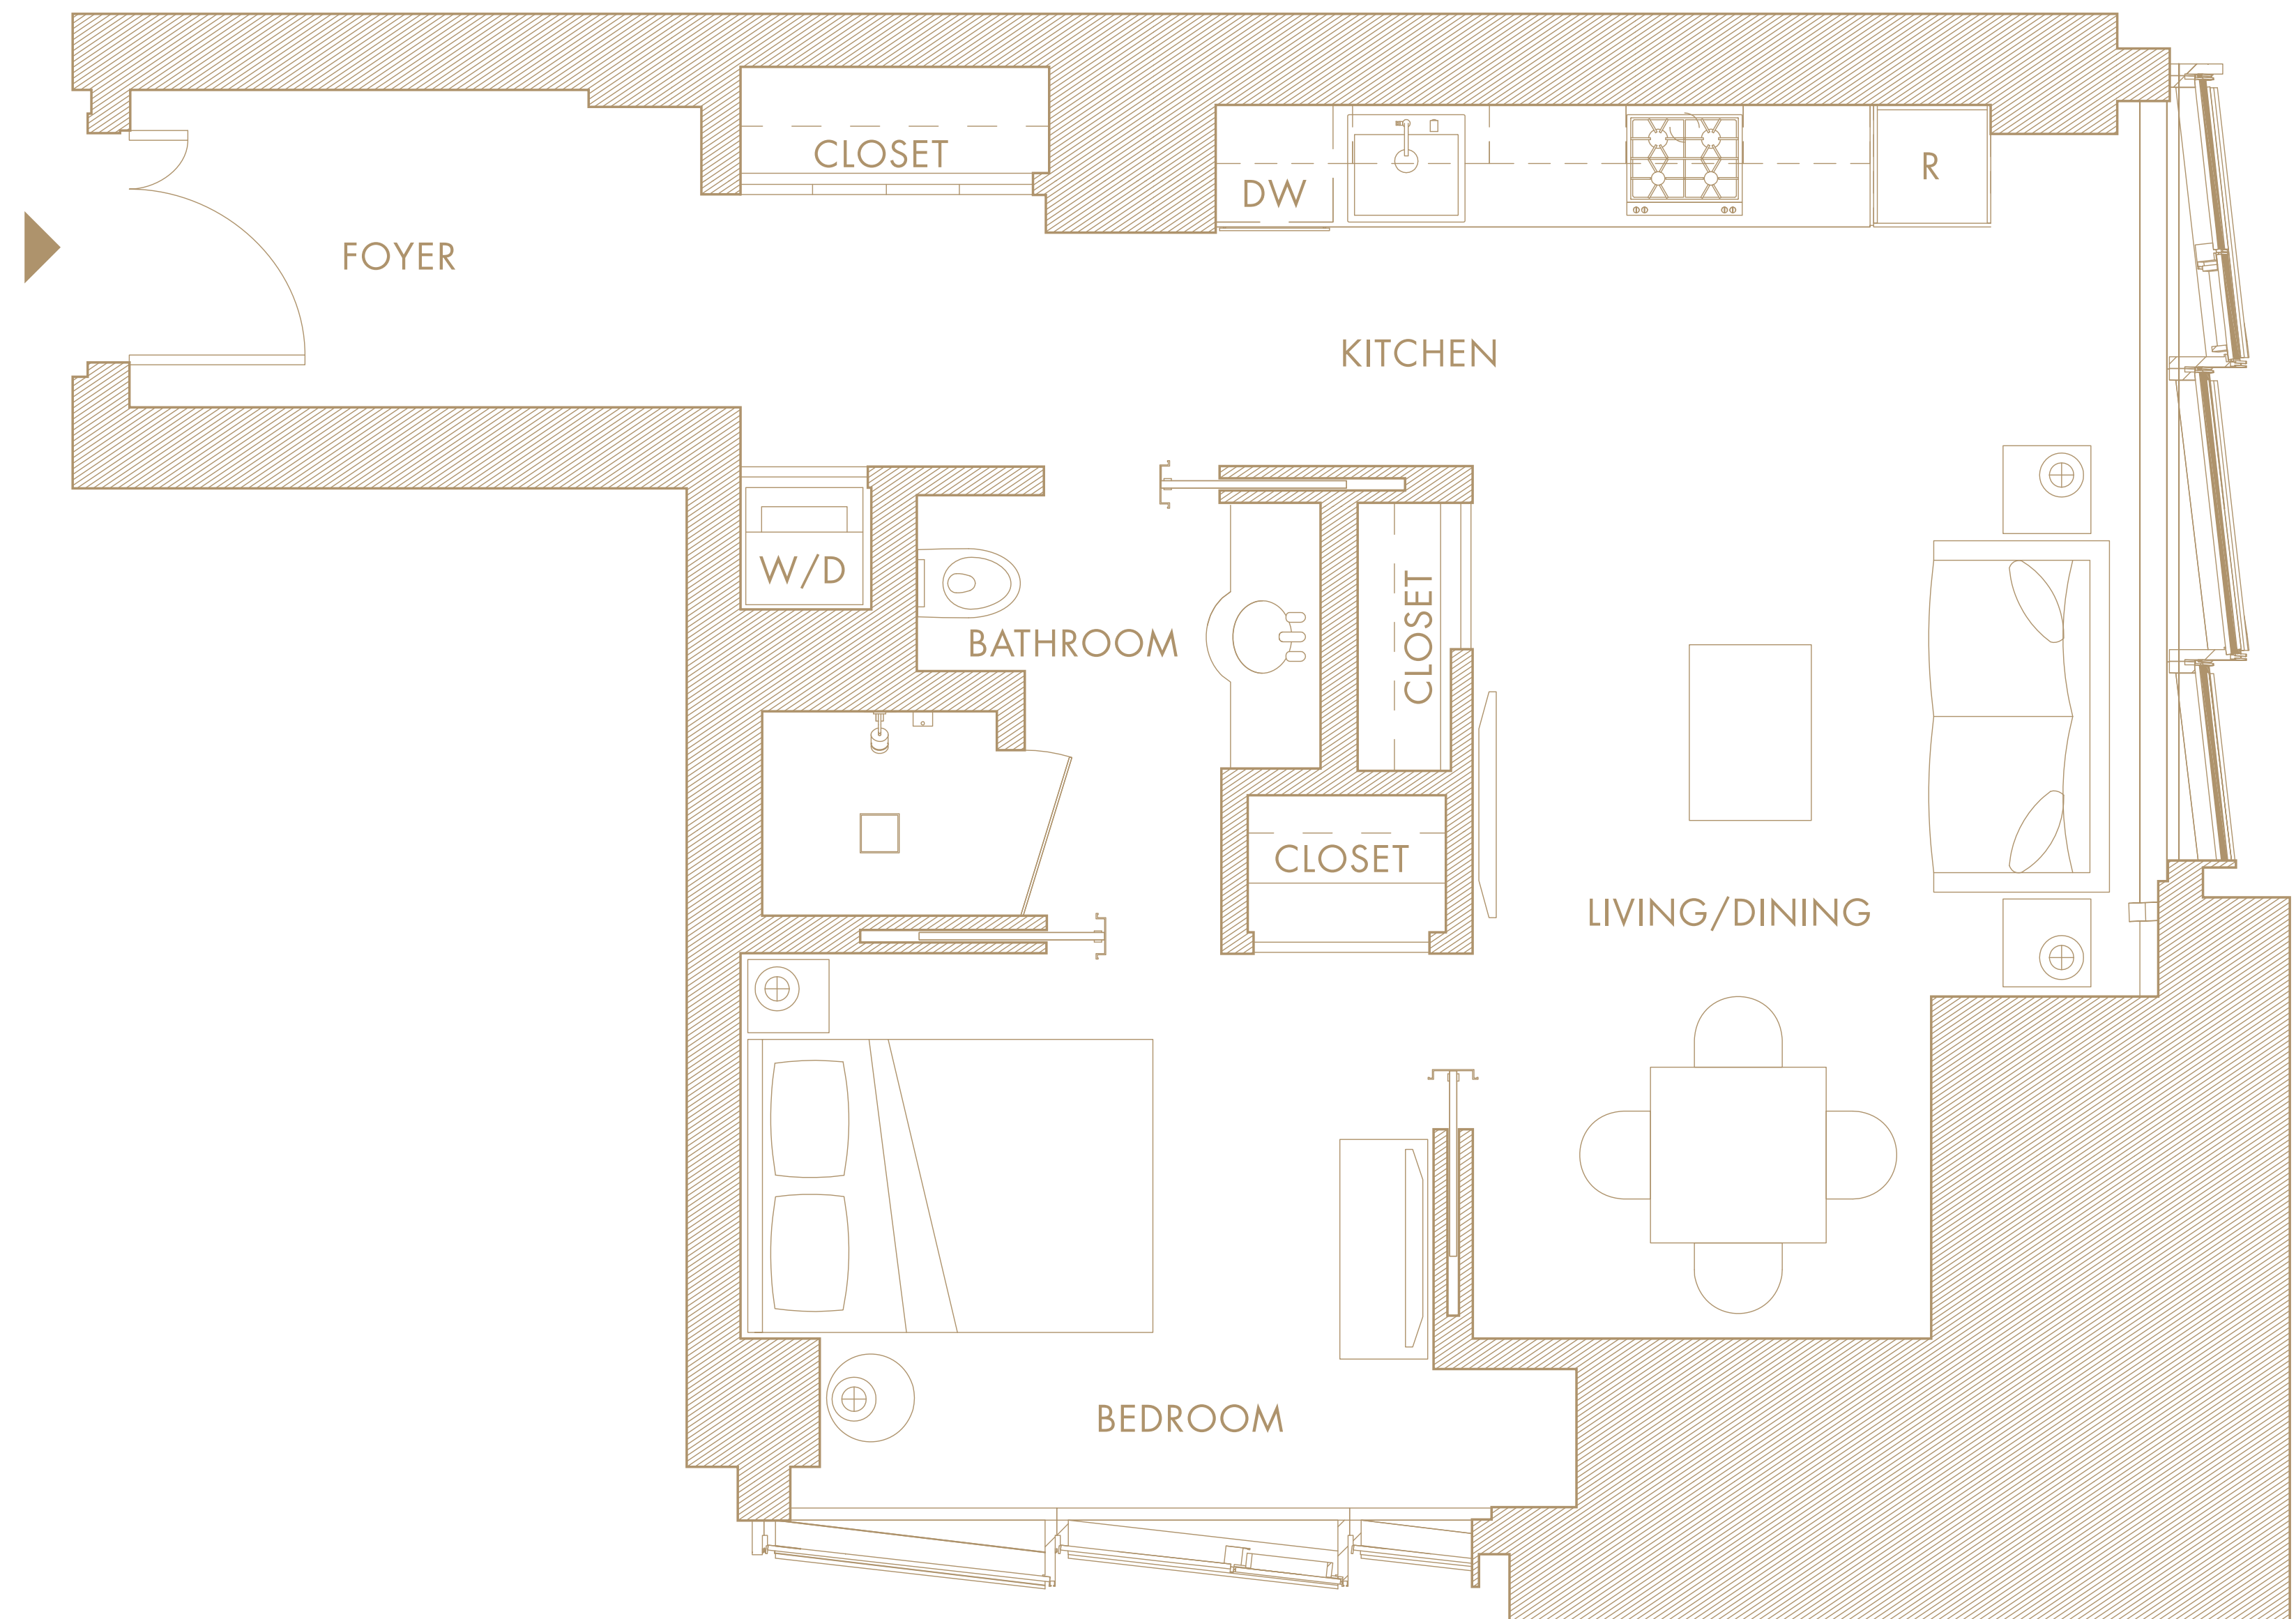 CLOSET
DW
R
FOYER
KITCHEN
W/D
BATHROOM
CLOSET
CLOSET
LIVING/DINING
BEDROOM